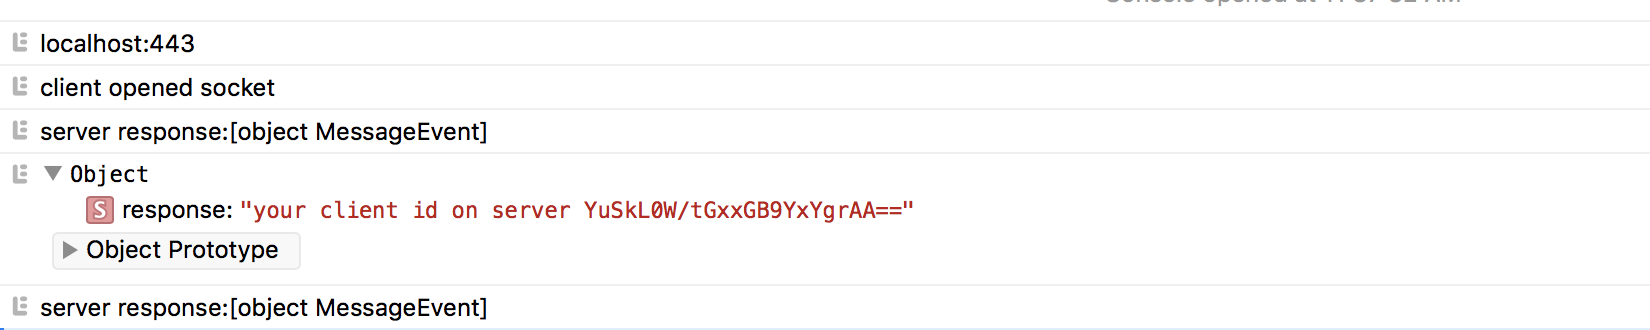 localhost:443
client opened socket
server response:[object MessageEvent]
Object
S response: "your client id on server YuSkL0W/tGxxGB9YxYgrAA=="
Object Prototype
server response:[object MessageEvent]